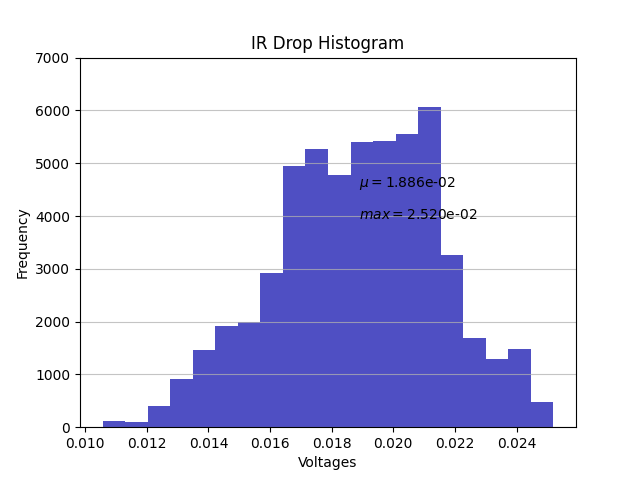 IR Drop Histogram
7000
6000
5000
4000
3000
2000
1000
0
Frequency
μ = 1.886e-02
max = 2.520e-02
0.010 0.012 0.014 0.016 0.018 0.020 0.022 0.024
Voltages